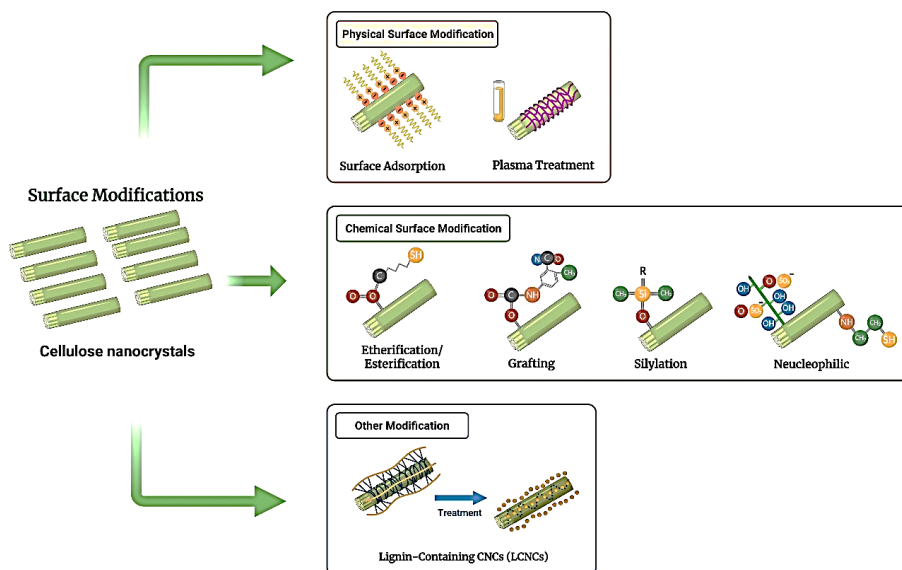 Physical Surface Modification
Surface Adsorption
Plasma Treatment
Surface Modifications
Cellulose nanocrystals
Chemical Surface Modification
SH
C
O
O
Etherification/
Esterification
N C O
CH₃
O C NH
O
Grafting
R
CH₃ Si CH₃
O
Silylation
OH O SO₃ ⁻
OH
O SO₃ ⁻ OH
OH
NH CH₂ CH₂ SH
Neucleophilic
Other Modification
Treatment
Lignin-Containing CNCs (LCNCs)